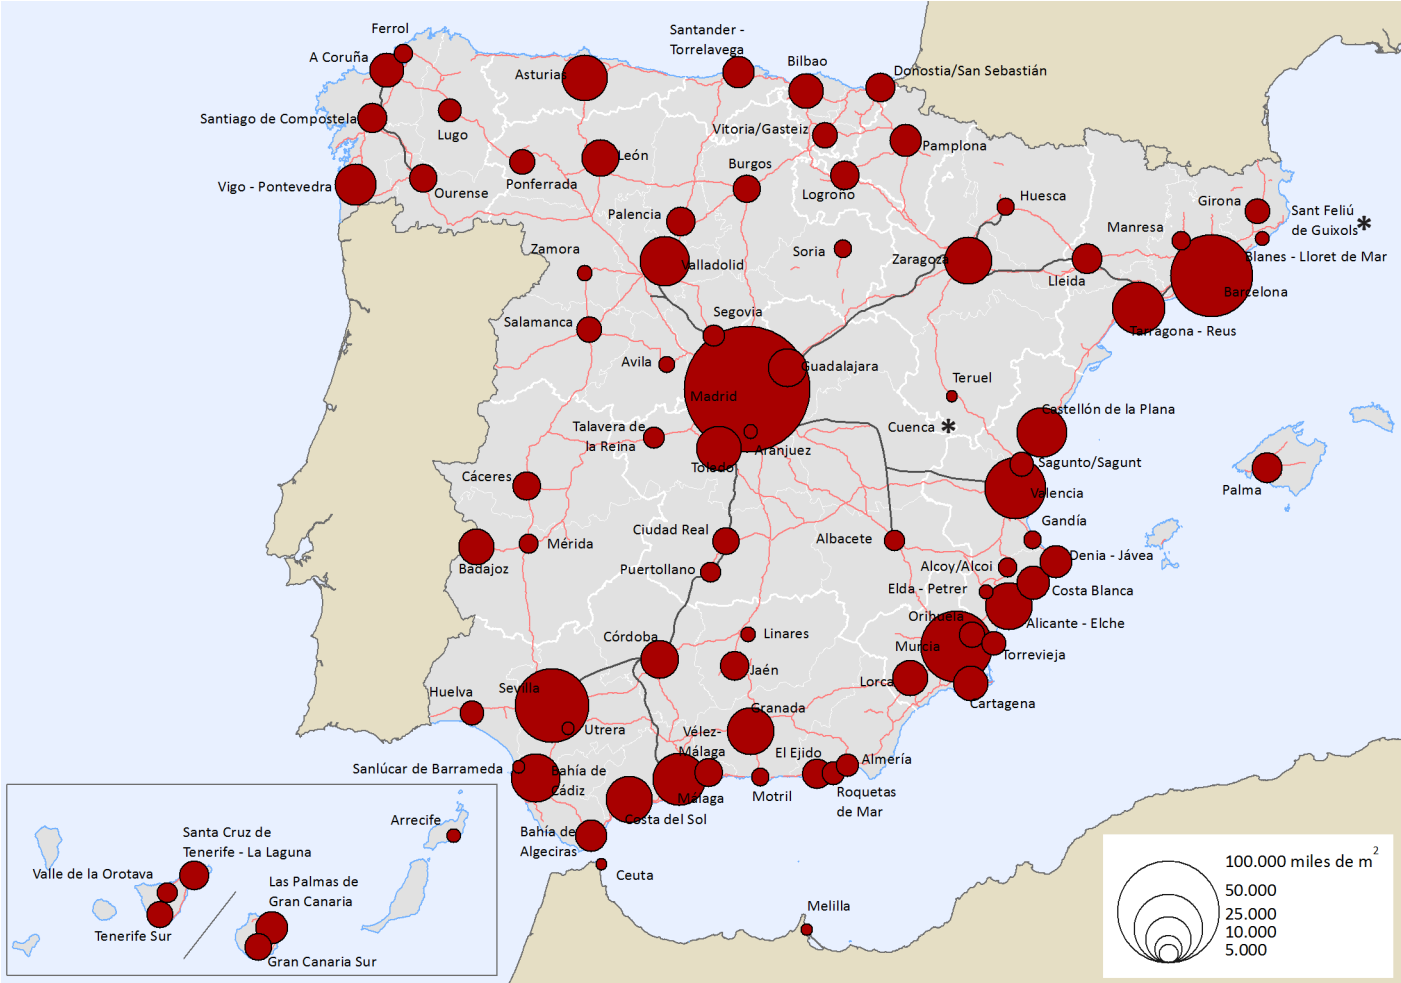 Ferrol
Santander -
Torrelavega
A Coruña
Bilbao
Asturias
Donostia/San Sebastián
Santiago de Compostela
Lugo
Vitoria/Gasteiz
Pamplona
León
Burgos
Vigo - Pontevedra
Ourense
Ponferrada
Logroño
Huesca
Girona
Sant Feliú
de Guixols*
Palencia
Manresa
Zamora
Soria
Zaragoza
Valladolid
Blanes - Lloret de Mar
Lleida
Barcelona
Segovia
Salamanca
Tarragona - Reus
Avila
Guadalajara
Teruel
Madrid
Castellón de la Plana
Talavera de
la Reina
Cuenca *
Aranjuez
Toledo
Sagunto/Sagunt
Cáceres
Palma
Valencia
Gandía
Ciudad Real
Albacete
Mérida
Denia - Jávea
Badajoz
Puertollano
Alcoy/Alcoi
Elda - Petrer
Costa Blanca
Orihuela
Alicante - Elche
Córdoba
Linares
Murcia
Torrevieja
Jaén
Lorca
Sevilla
Huelva
Cartagena
Granada
Utrera
Vélez-
Málaga
El Ejido
Almería
Sanlúcar de Barrameda
Bahía de
Cádiz
Málaga
Motril
Roquetas
de Mar
Costa del Sol
Bahía de
Algeciras
Ceuta
Melilla
Arrecife
Santa Cruz de
Tenerife - La Laguna
Valle de la Orotava
Las Palmas de
Gran Canaria
Tenerife Sur
Gran Canaria Sur
100.000 miles de m²
50.000
25.000
10.000
5.000